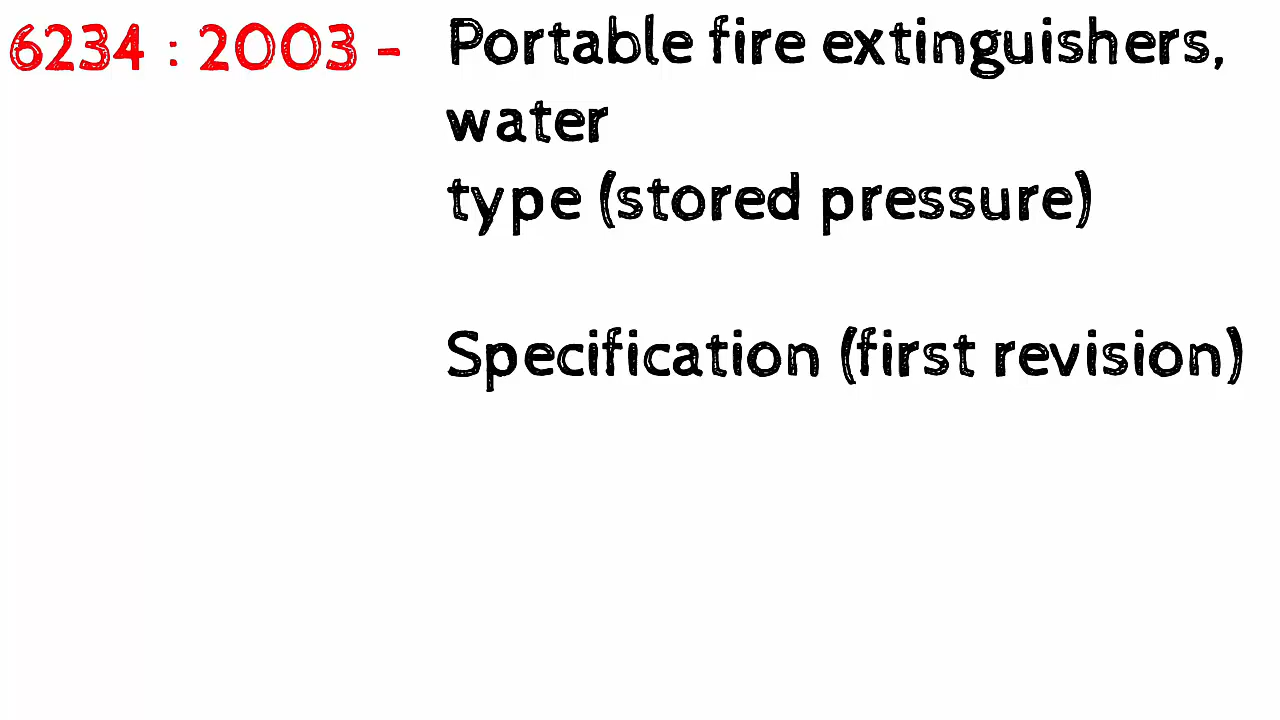 6234 : 2003 - Portable fire extinguishers,
water
type (stored pressure)
Specification (first revision)